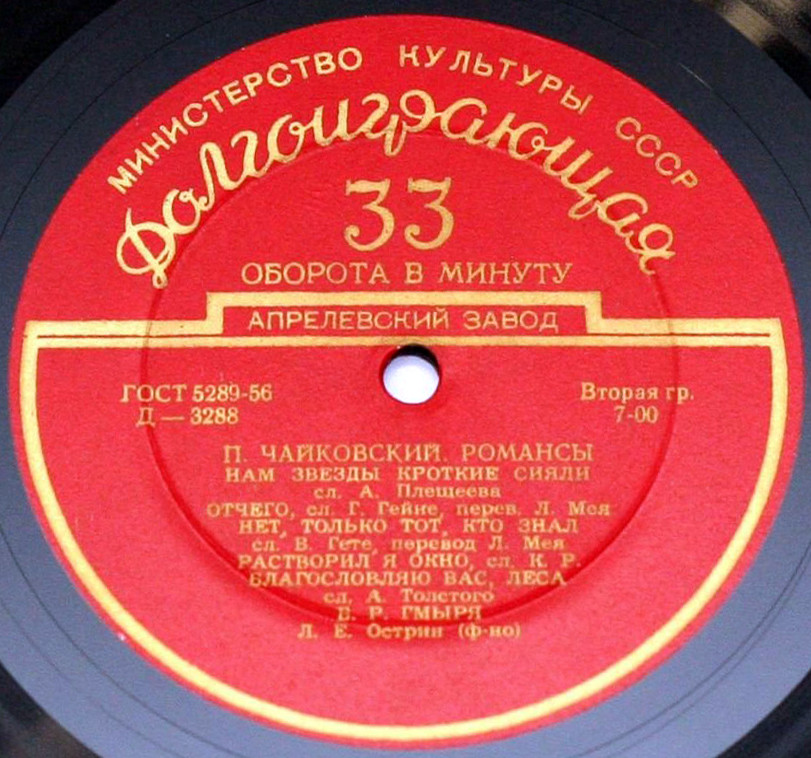 МИНИСТЕРСТВО КУЛЬТУРЫ СССР
Долгоиграющая
33
ОБОРОТА В МИНУТУ
АПРЕЛЕВСКИЙ ЗАВОД
ГОСТ 5289-56
Вторая гр.
Д — 3288
7-00
П. ЧАЙКОВСКИЙ. РОМАНСЫ
НАМ ЗВЕЗДЫ КРОТКИЕ СИЯЛИ
сл. А. Плещеева
ОТЧЕГО, сл. Г. Гейне, перев. Л. Мея
НЕТ, ТОЛЬКО ТОТ, КТО ЗНАЛ
сл. В. Гете, перевод Л. Мея
РАСТВОРИЛ Я ОКНО, сл. К. Р.
БЛАГОСЛОВЛЯЮ ВАС, ЛЕСА
сл. А. Толстого
Б. Р. ГМЫРЯ
Л. Е. Острин (ф-но)